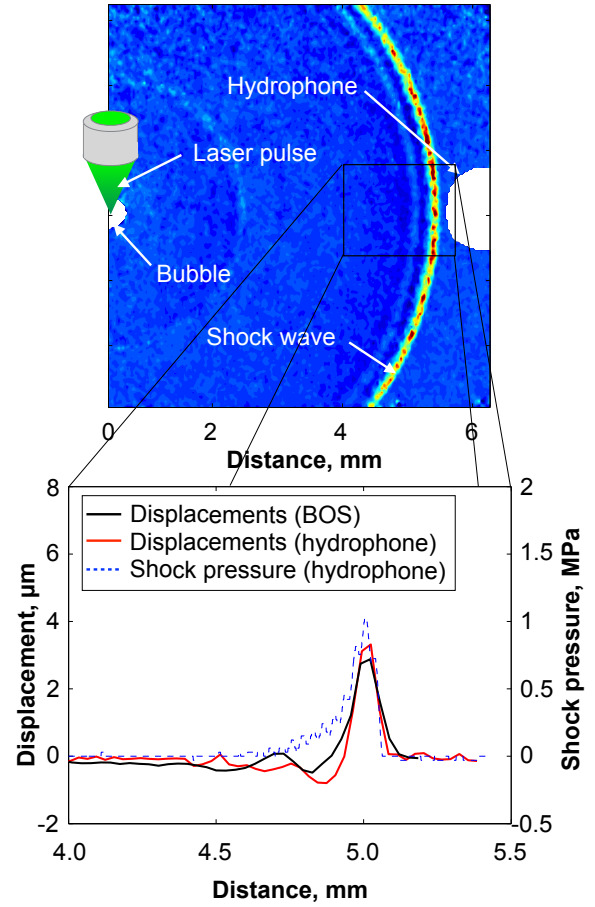 Hydrophone
Laser pulse
Bubble
Shock wave
0 2 4 6
Distance, mm
8 2
Displacements (BOS)
Displacements (hydrophone)
Shock pressure (hydrophone)
6 1.5
4 1
2 0.5
0 0
-2 -0.5
Displacement, µm
Shock pressure, MPa
4.0 4.5 5.0 5.5
Distance, mm